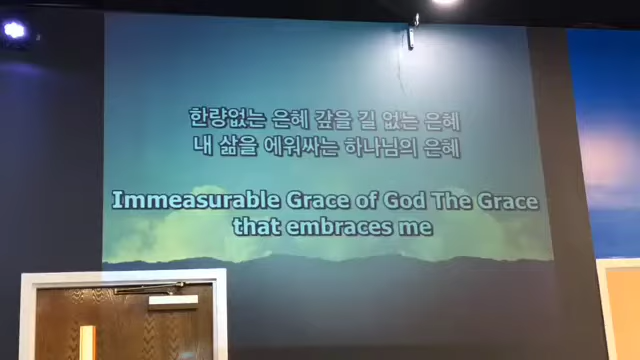 한량없는 은혜 갚을 길 없는 은혜
내 삶을 에워싸는 하나님의 은혜
Immeasurable Grace of God The Grace
that embraces me